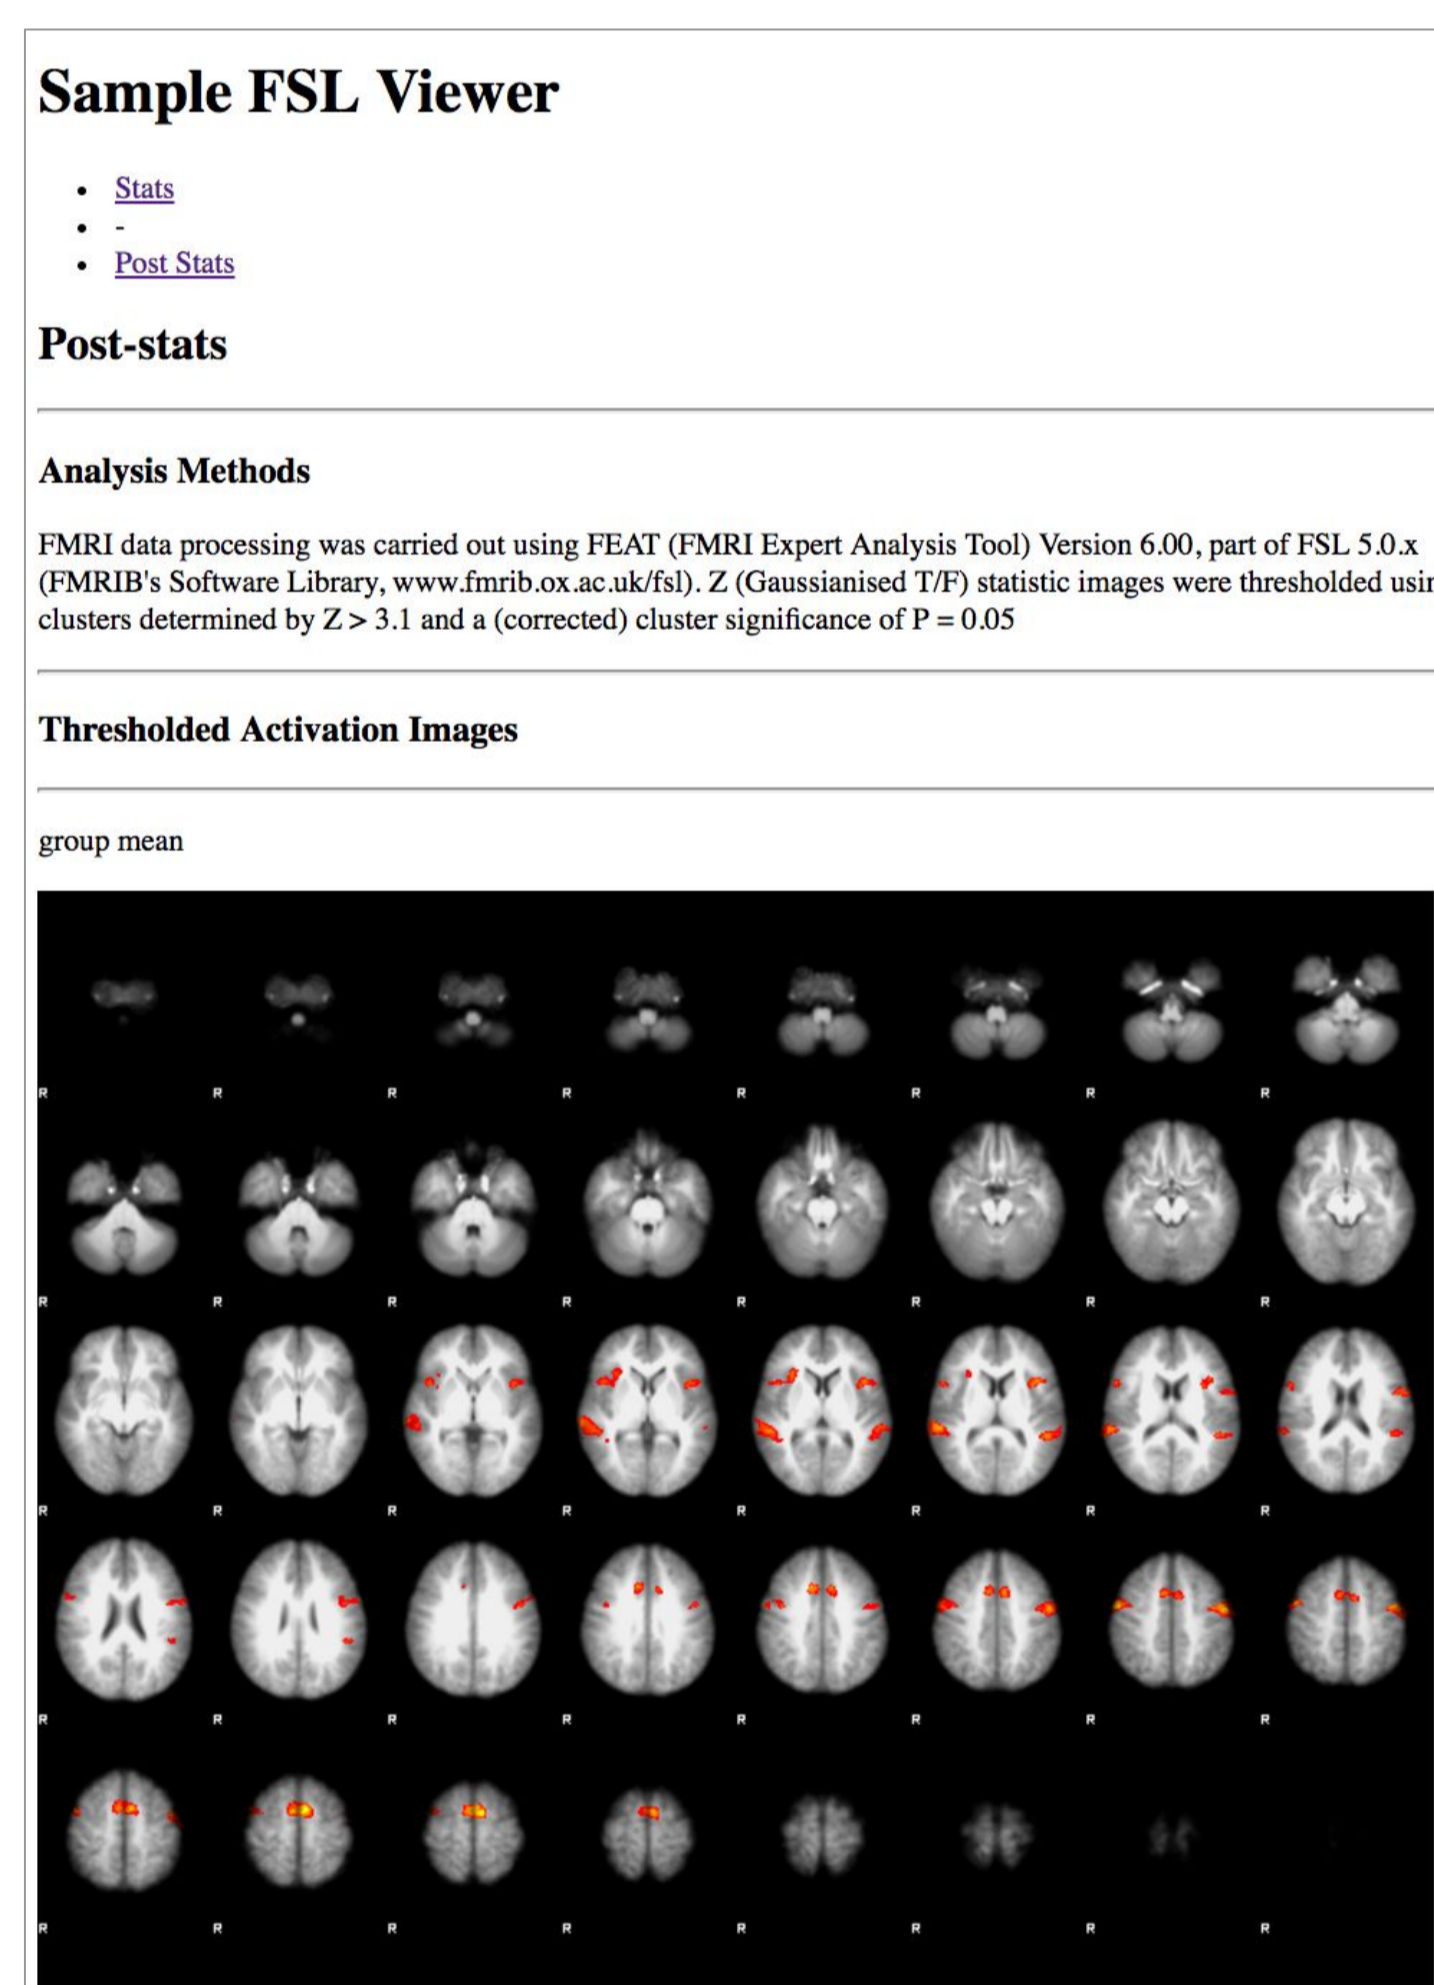 Sample FSL Viewer
• Stats
• -
• Post Stats
Post-stats
Analysis Methods
FMRI data processing was carried out using FEAT (FMRI Expert Analysis Tool) Version 6.00, part of FSL 5.0.x
(FMRIB's Software Library, www.fmrib.ox.ac.uk/fsl). Z (Gaussianised T/F) statistic images were thresholded usin
clusters determined by Z > 3.1 and a (corrected) cluster significance of P = 0.05
Thresholded Activation Images
group mean
R R R R R R R R
R R R R R R R R
R R R R R R R R
R R R R R R R R
R R R R R R R R